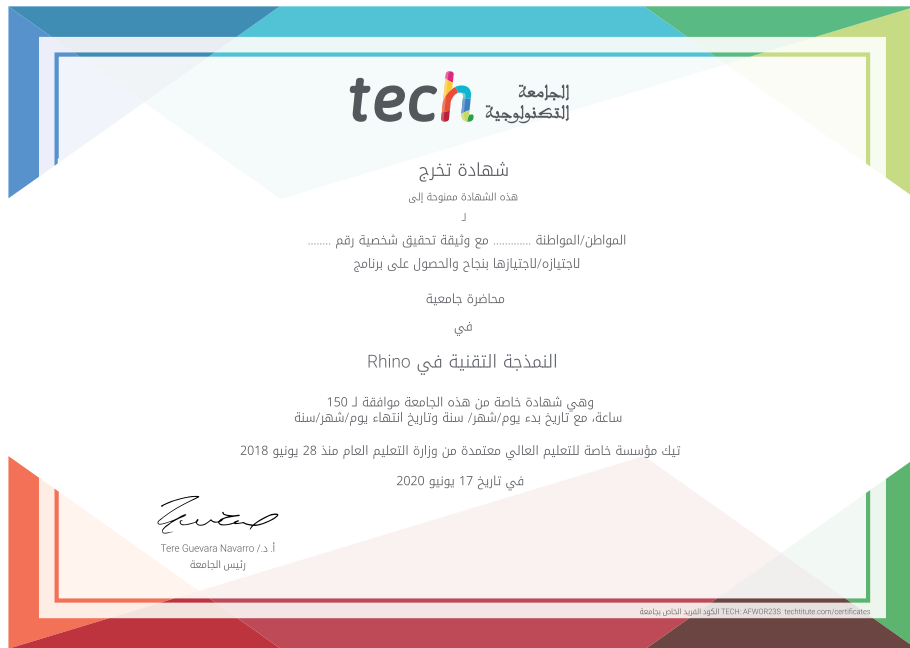 tech الجامعة
التكنولوجية
شهادة تخرج
هذه الشهادة ممنوحة إلى
لـ
المواطن/المواطنة ............ مع وثيقة تحقيق شخصية رقم ........
لاجتيازه/لاجتيازها بنجاح والحصول على برنامج
محاضرة جامعية
في
النمذجة التقنية في Rhino
وهي شهادة خاصة من هذه الجامعة موافقة لـ 150
ساعة، مع تاريخ بدء يوم/شهر/ سنة وتاريخ انتهاء يوم/شهر/سنة
تيك مؤسسة خاصة للتعليم العالي معتمدة من وزارة التعليم العام منذ 28 يونيو 2018
في تاريخ 17 يونيو 2020
أ. د./ Tere Guevara Navarro
رئيس الجامعة
الكود الفريد الخاص بجامعة TECH: AFWOR23S techtitute.com/certificates